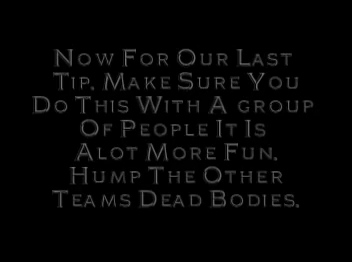 Now For Our Last
Tip. Make Sure You
Do This With A group
Of People It Is
Alot More Fun.
Hump The Other
Teams Dead Bodies.